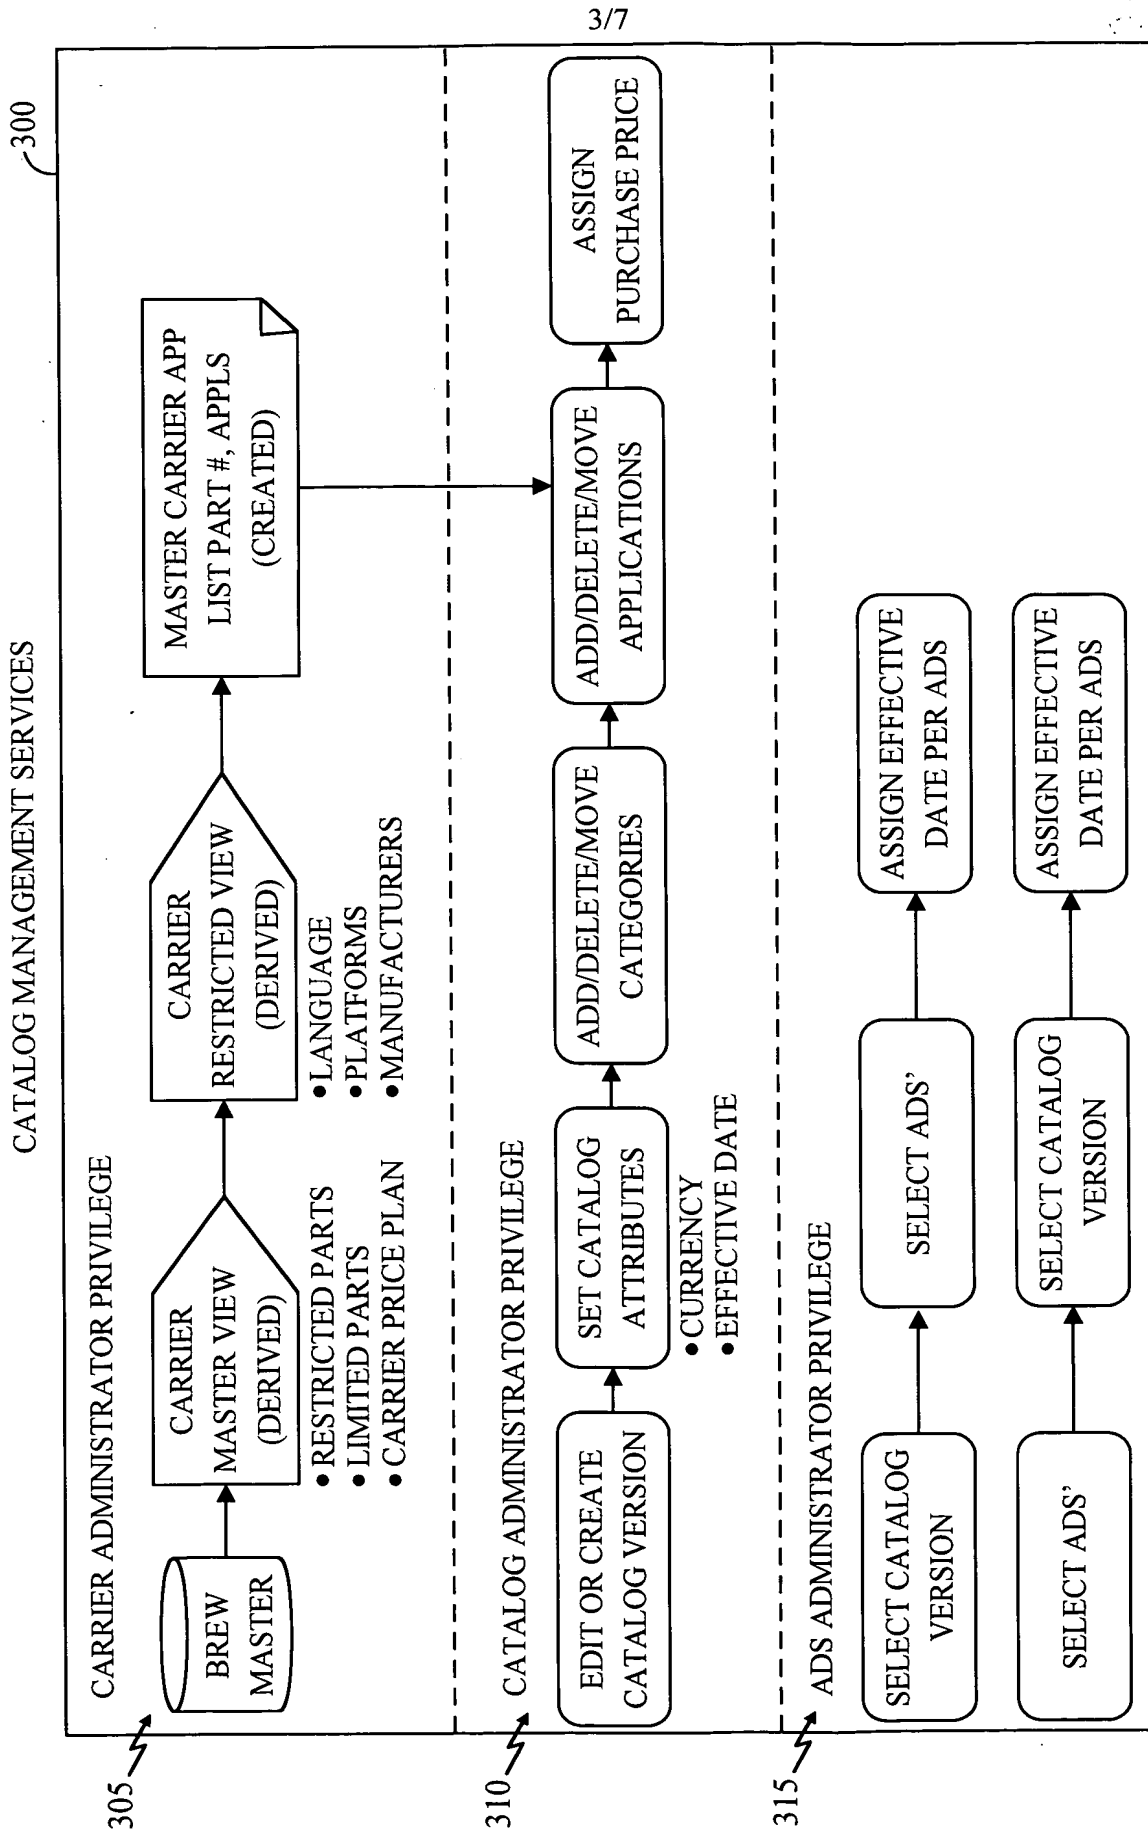 3/7
CATALOG MANAGEMENT SERVICES
300
305
CARRIER ADMINISTRATOR PRIVILEGE
BREW
MASTER
CARRIER
MASTER VIEW
(DERIVED)
•RESTRICTED PARTS
•LIMITED PARTS
•CARRIER PRICE PLAN
CARRIER
RESTRICTED VIEW
(DERIVED)
•LANGUAGE
•PLATFORMS
•MANUFACTURERS
MASTER CARRIER APP
LIST PART #, APPLS
(CREATED)
310
CATALOG ADMINISTRATOR PRIVILEGE
EDIT OR CREATE
CATALOG VERSION
SET CATALOG
ATTRIBUTES
•CURRENCY
•EFFECTIVE DATE
ADD/DELETE/MOVE
CATEGORIES
ADD/DELETE/MOVE
APPLICATIONS
ASSIGN
PURCHASE PRICE
315
ADS ADMINISTRATOR PRIVILEGE
SELECT CATALOG
VERSION
SELECT ADS’
ASSIGN EFFECTIVE
DATE PER ADS
SELECT ADS’
SELECT CATALOG
VERSION
ASSIGN EFFECTIVE
DATE PER ADS